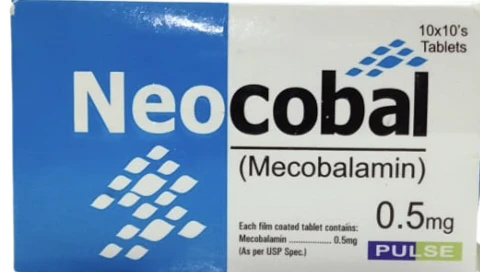 10x10's
Tablets
Neocobal
(Mecobalamin)
0.5mg
Each film coated tablet contains:
Mecobalamin .................. 0.5mg
(As per USP Spec.)
PULSE